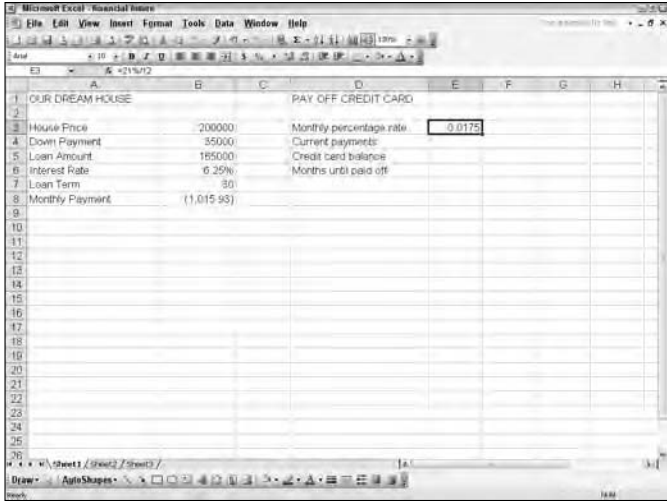 Microsoft Excel - financial future
File Edit View Insert Format Tools Data Window Help
Arial 10 B I U $ %
E3 fx =21%/12
A B C D E F G H
1 OUR DREAM HOUSE PAY OFF CREDIT CARD
2
3 House Price 200000 Monthly percentage rate 0.0175
4 Down Payment 35000 Current payments
5 Loan Amount 165000 Credit card balance
6 Interest Rate 6.25% Months until paid off
7 Loan Term 30
8 Monthly Payment (1,015.93)
9
10
11
12
13
14
15
16
17
18
19
20
21
22
23
24
25
26
Sheet1 / Sheet2 / Sheet3 /
Draw AutoShapes
Ready NUM